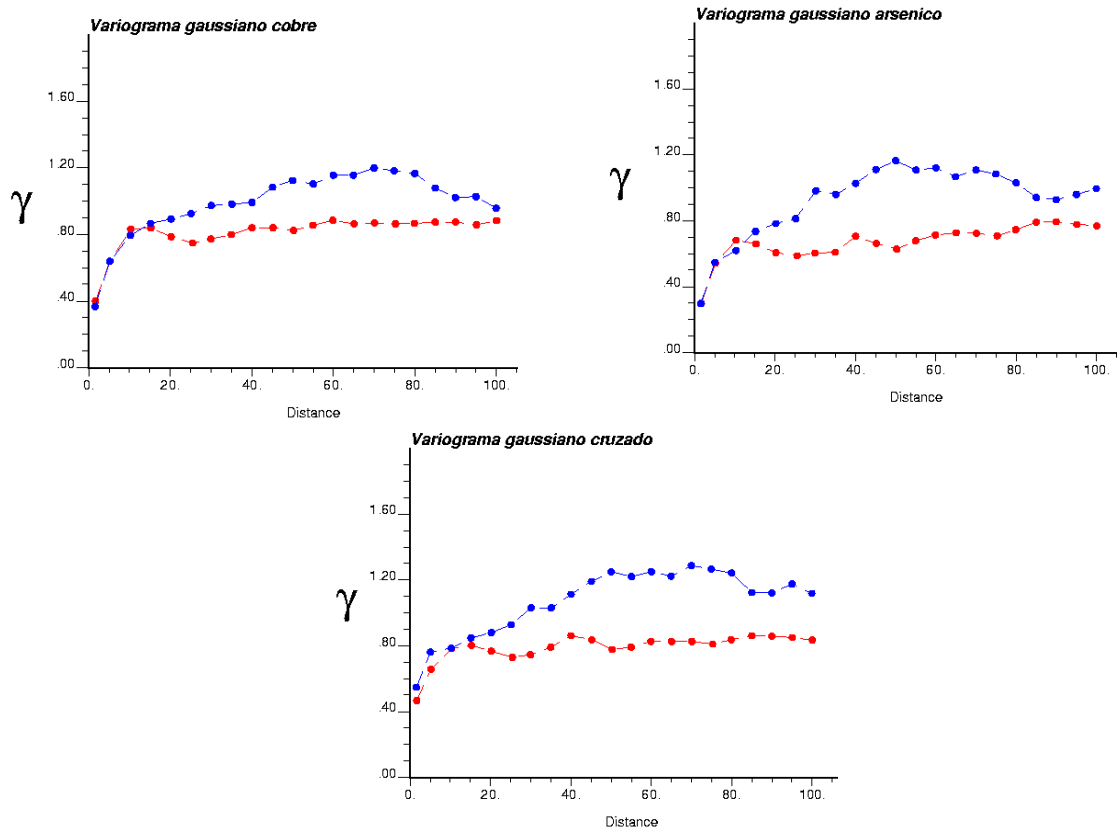 Variograma gaussiano cobre
γ
1.60
1.20
.80
.40
.00
0. 20. 40. 60. 80. 100.
Distance
Variograma gaussiano arsenico
γ
1.60
1.20
.80
.40
.00
0. 20. 40. 60. 80. 100.
Distance
Variograma gaussiano cruzado
γ
1.60
1.20
.80
.40
.00
0. 20. 40. 60. 80. 100.
Distance